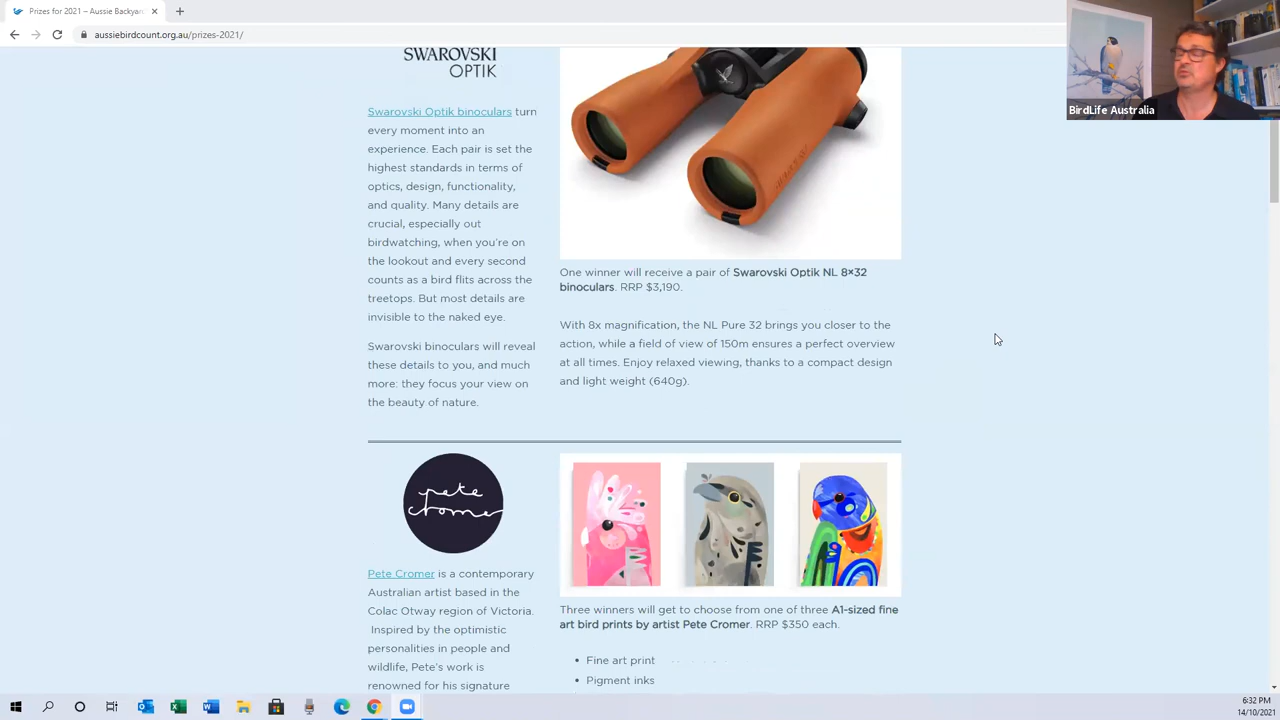 Prizes for 2021 – Aussie Backyar
aussiebirdcount.org.au/prizes-2021/
BirdLife Australia
SWAROVSKI
OPTIK
Swarovski Optik binoculars turn
every moment into an
experience. Each pair is set the
highest standards in terms of
optics, design, functionality,
and quality. Many details are
crucial, especially out
birdwatching, when you're on
the lookout and every second
counts as a bird flits across the
treetops. But most details are
invisible to the naked eye.
Swarovski binoculars will reveal
these details to you, and much
more: they focus your view on
the beauty of nature.
One winner will receive a pair of Swarovski Optik NL 8×32
binoculars. RRP $3,190.
With 8x magnification, the NL Pure 32 brings you closer to the
action, while a field of view of 150m ensures a perfect overview
at all times. Enjoy relaxed viewing, thanks to a compact design
and light weight (640g).
pete
cromer
Pete Cromer is a contemporary
Australian artist based in the
Colac Otway region of Victoria.
Inspired by the optimistic
personalities in people and
wildlife, Pete's work is
renowned for his signature
Three winners will get to choose from one of three A1-sized fine
art bird prints by artist Pete Cromer. RRP $350 each.
• Fine art print
• Pigment inks
6:32 PM
14/10/2021